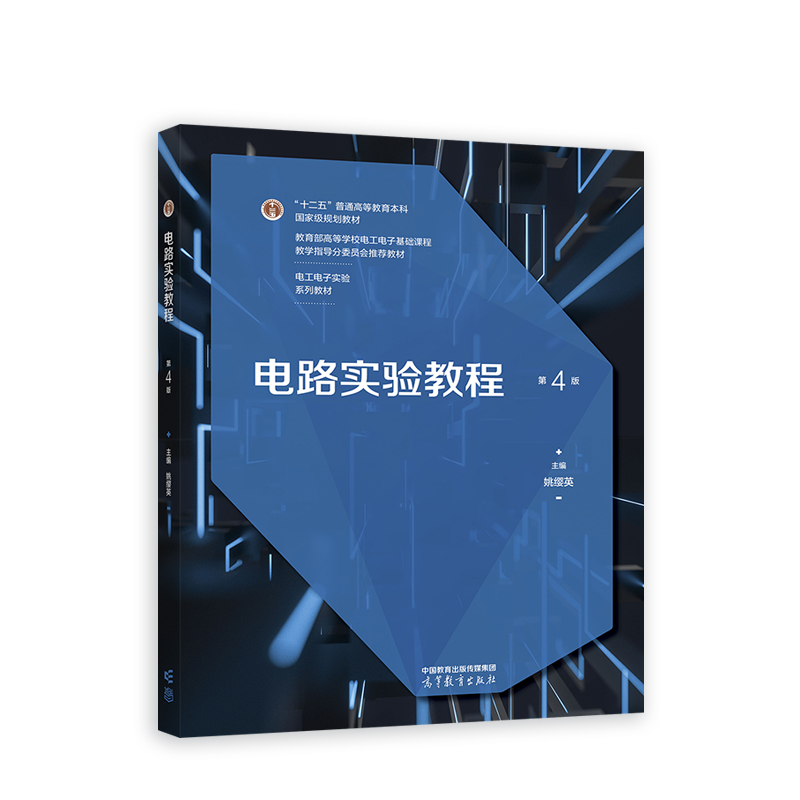 “十二五”普通高等教育本科
国家级规划教材
教育部高等学校电工电子基础课程
教学指导分委员会推荐教材
电工电子实验
系列教材
电路实验教程 第4版
主编
姚缨英
中国教育出版传媒集团
高等教育出版社
电路实验教程
第4版
主编 姚缨英